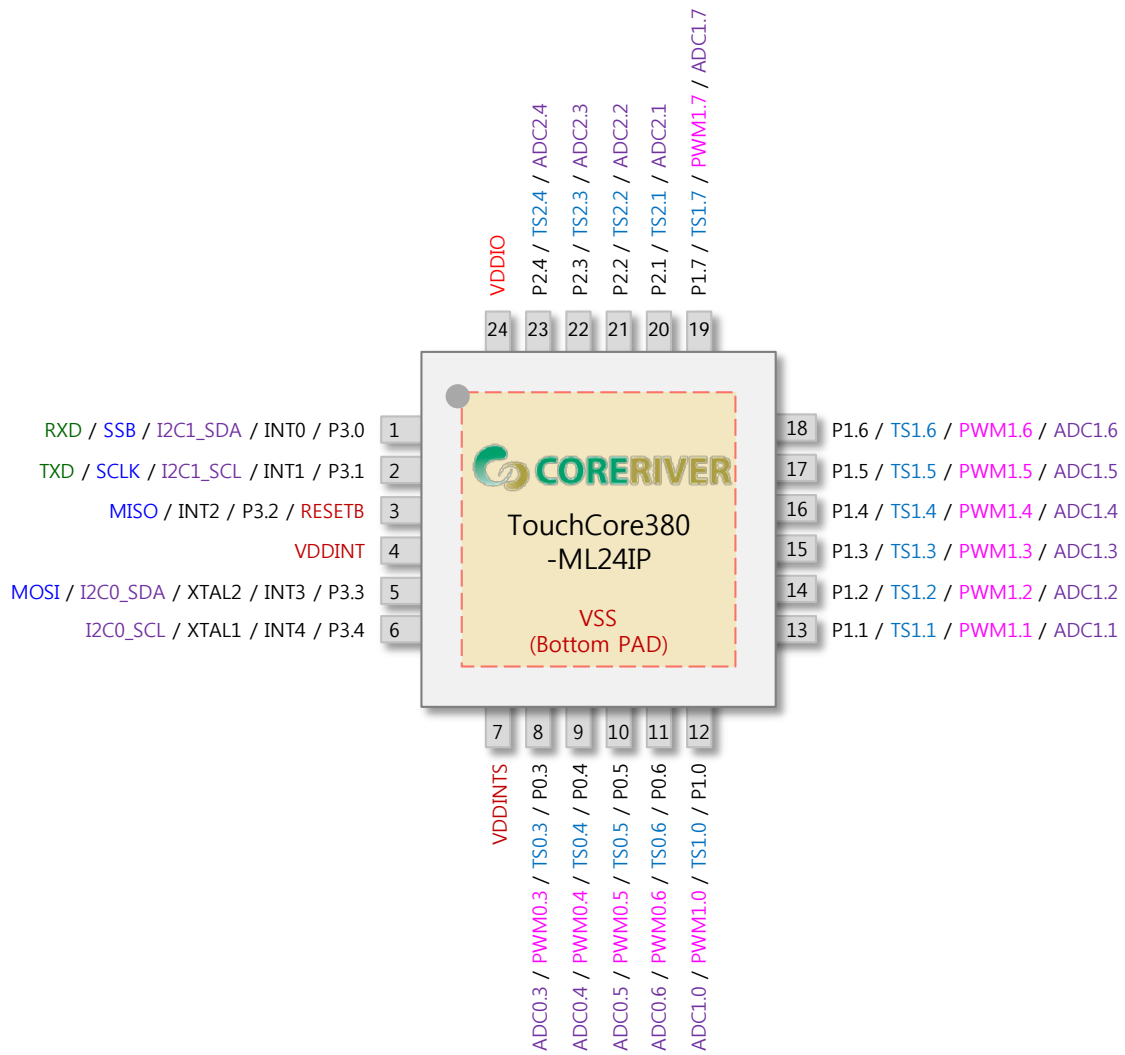 P2.4 / TS2.4 / ADC2.4
P2.3 / TS2.3 / ADC2.3
P2.2 / TS2.2 / ADC2.2
P2.1 / TS2.1 / ADC2.1
P1.7 / TS1.7 / PWM1.7 / ADC1.7
VDDIO
24
23
22
21
20
19
RXD / SSB / I2C1_SDA / INT0 / P3.0
1
TXD / SCLK / I2C1_SCL / INT1 / P3.1
2
MISO / INT2 / P3.2 / RESETB
3
VDDINT
4
MOSI / I2C0_SDA / XTAL2 / INT3 / P3.3
5
I2C0_SCL / XTAL1 / INT4 / P3.4
6
CORERIVER
TouchCore380
-ML24IP
VSS
(Bottom PAD)
18
P1.6 / TS1.6 / PWM1.6 / ADC1.6
17
P1.5 / TS1.5 / PWM1.5 / ADC1.5
16
P1.4 / TS1.4 / PWM1.4 / ADC1.4
15
P1.3 / TS1.3 / PWM1.3 / ADC1.3
14
P1.2 / TS1.2 / PWM1.2 / ADC1.2
13
P1.1 / TS1.1 / PWM1.1 / ADC1.1
7
8
9
10
11
12
VDDINTS
ADC0.3 / PWM0.3 / TS0.3 / P0.3
ADC0.4 / PWM0.4 / TS0.4 / P0.4
ADC0.5 / PWM0.5 / TS0.5 / P0.5
ADC0.6 / PWM0.6 / TS0.6 / P0.6
ADC1.0 / PWM1.0 / TS1.0 / P1.0